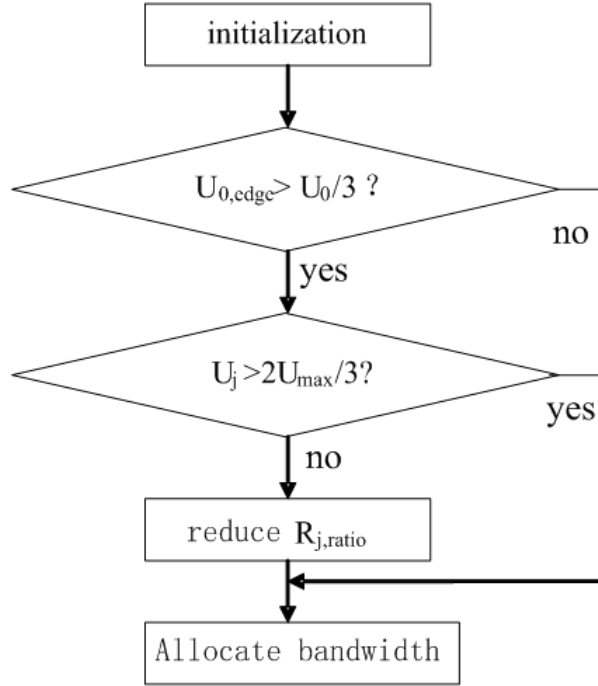 initialization
U0,edge> U0/3 ?
no
yes
Uj>2Umax/3?
yes
no
reduce Rj,ratio
Allocate bandwidth